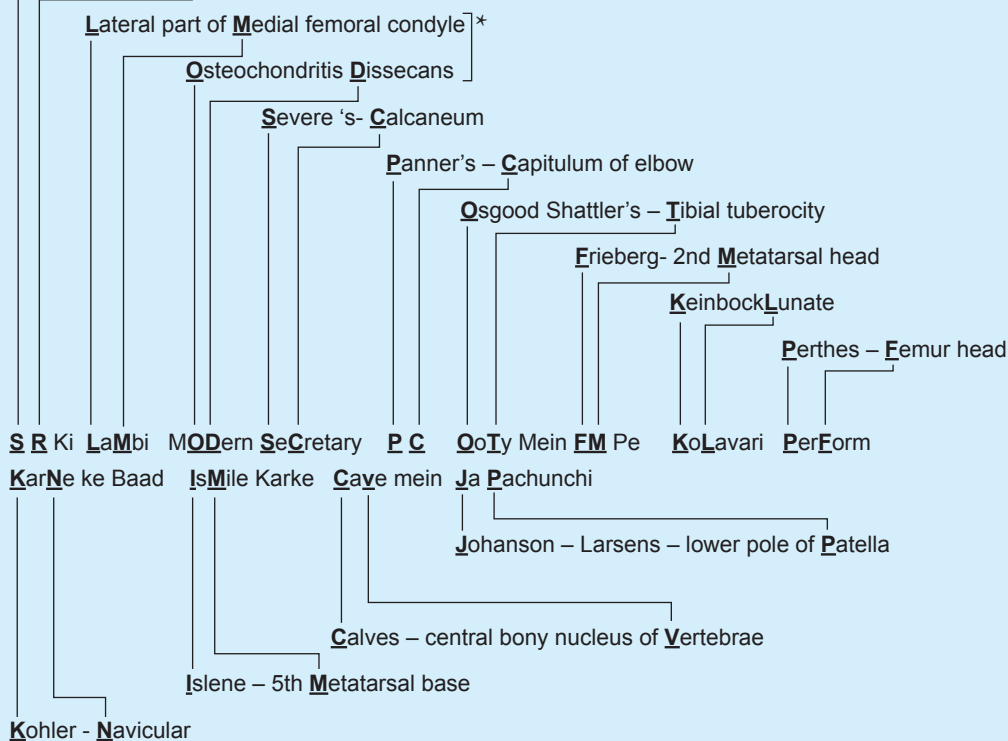 Lateral part of Medial femoral condyle *
Osteochondritis Dissecans
Severe 's- Calcaneum
Panner's – Capitulum of elbow
Osgood Shattler's – Tibial tuberocity
Frieberg- 2nd Metatarsal head
KeinbockLunate
Perthes – Femur head
S R Ki LaMbi MODern SeCretary P C OoTy Mein FM Pe KoLavari PerForm
KarNe ke Baad IsMile Karke Cave mein Ja Pachunchi
Johanson – Larsens – lower pole of Patella
Calves – central bony nucleus of Vertebrae
Islene – 5th Metatarsal base
Kohler - Navicular